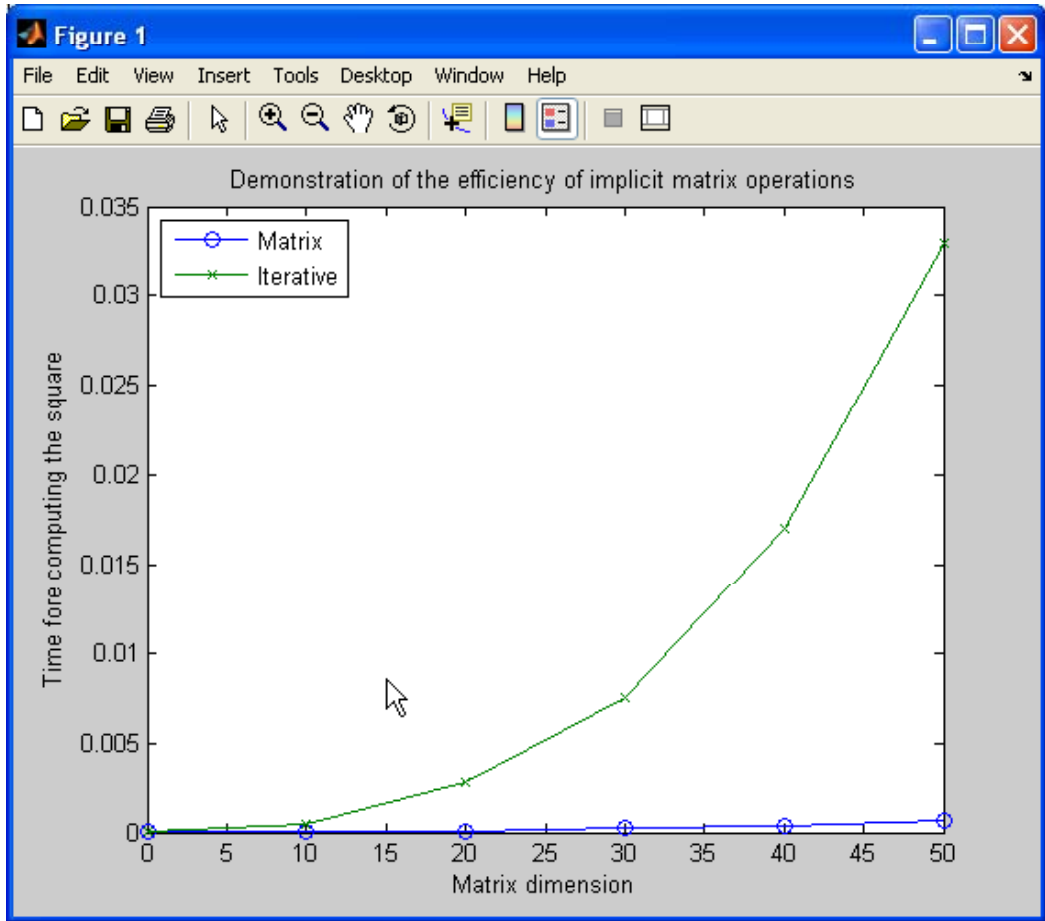 Figure 1
File Edit View Insert Tools Desktop Window Help
Demonstration of the efficiency of implicit matrix operations
Matrix
Iterative
Time fore computing the square
0.035
0.03
0.025
0.02
0.015
0.01
0.005
0
0 5 10 15 20 25 30 35 40 45 50
Matrix dimension